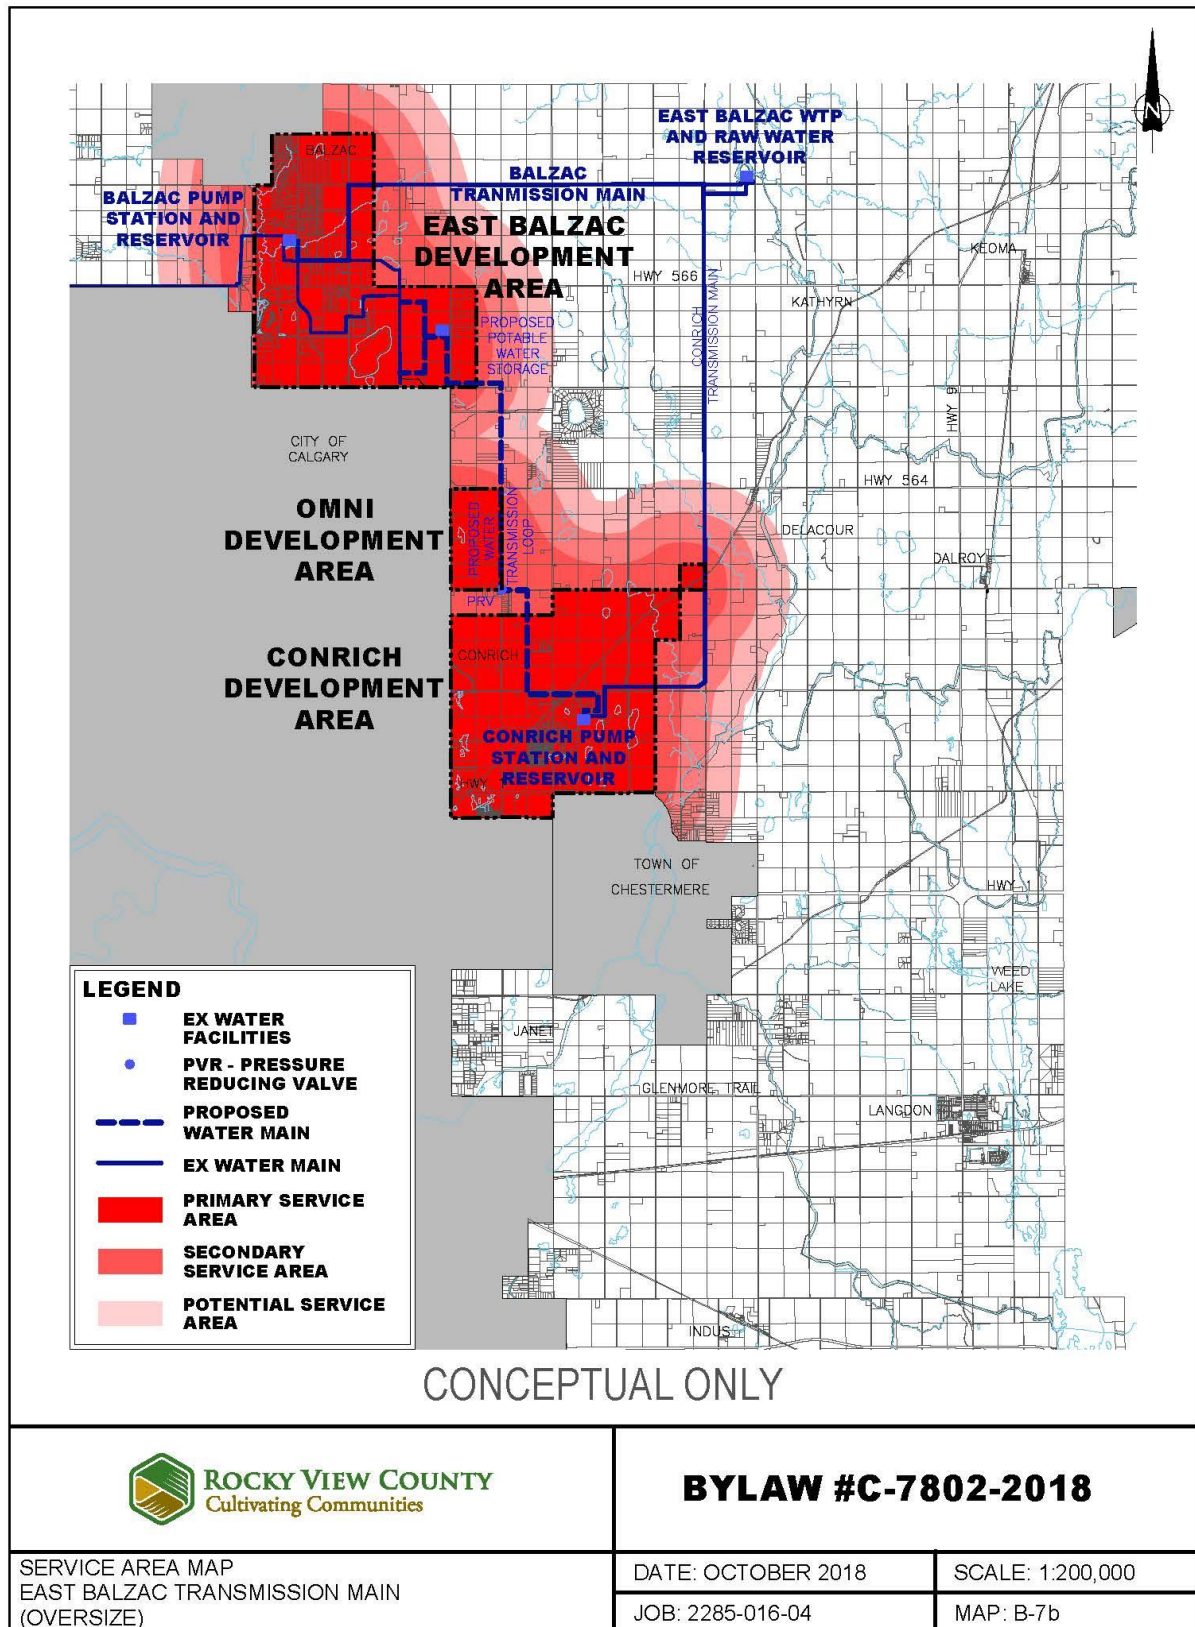 EAST BALZAC WTP
AND RAW WATER
RESERVOIR
BALZAC
BALZAC
TRANMISSION MAIN
BALZAC PUMP
STATION AND
RESERVOIR
EAST BALZAC
DEVELOPMENT
AREA
KEOMA
HWY 566
KATHYRN
PROPOSED
POTABLE
WATER
STORAGE
CONRICH
TRANSMISSION MAIN
HWY 9
CITY OF
CALGARY
HWY 564
OMNI
DEVELOPMENT
AREA
PROPOSED
WATER
TRANSMISSION
LOOP
DELACOUR
DALROY
PRV
CONRICH
CONRICH
DEVELOPMENT
AREA
CONRICH PUMP
STATION AND
RESERVOIR
HWY 1
TOWN OF
CHESTERMERE
HWY 1
WEED
LAKE
JANET
GLENMORE TRAIL
LANGDON
INDUS
LEGEND
EX WATER
FACILITIES
PVR - PRESSURE
REDUCING VALVE
PROPOSED
WATER MAIN
EX WATER MAIN
PRIMARY SERVICE
AREA
SECONDARY
SERVICE AREA
POTENTIAL SERVICE
AREA
N
CONCEPTUAL ONLY
ROCKY VIEW COUNTY
Cultivating Communities
BYLAW #C-7802-2018
SERVICE AREA MAP
EAST BALZAC TRANSMISSION MAIN
(OVERSIZE)
DATE: OCTOBER 2018
SCALE: 1:200,000
JOB: 2285-016-04
MAP: B-7b